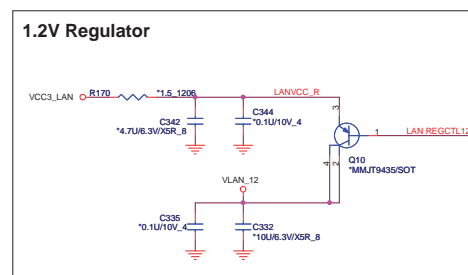 1.2V Regulator
VCC3_LAN
R170
*1.5_1206
LANVCC_R
C342
*4.7U/6.3V/X5R_8
C344
*0.1U/10V_4
3
1
LAN REGCTL12
4
2
Q10
*MMJT9435/SOT
VLAN_12
C335
*0.1U/10V_4
C332
*10U/6.3V/X5R_8